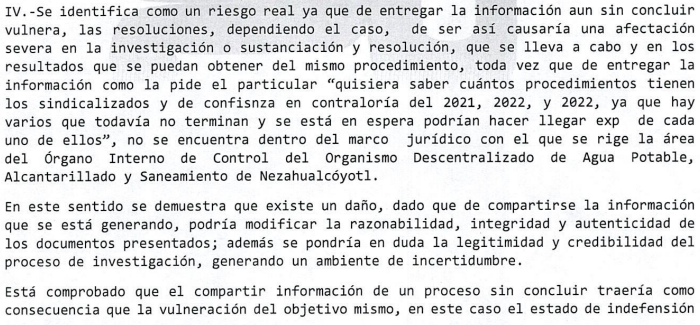 IV.-Se identifica como un riesgo real ya que de entregar la información aun sin concluir
vulnera, las resoluciones, dependiendo el caso, de ser así causaría una afectación
severa en la investigación o sustanciación y resolución, que se lleva a cabo y en los
resultados que se puedan obtener del mismo procedimiento, toda vez que de entregar la
información como la pide el particular “quisiera saber cuántos procedimientos tienen
los sindicalizados y de confisnza en contraloría del 2021, 2022, y 2022, ya que hay
varios que todavía no terminan y se está en espera podrían hacer llegar exp de cada
uno de ellos”, no se encuentra dentro del marco jurídico con el que se rige la área
del Órgano Interno de Control del Organismo Descentralizado de Agua Potable,
Alcantarillado y Saneamiento de Nezahualcóyotl.
En este sentido se demuestra que existe un daño, dado que de compartirse la información
que se está generando, podría modificar la razonabilidad, integridad y autenticidad de
los documentos presentados; además se pondría en duda la legitimidad y credibilidad del
proceso de investigación, generando un ambiente de incertidumbre.
Está comprobado que el compartir información de un proceso sin concluir traería como
consecuencia que la vulneración del objetivo mismo, en este caso el estado de indefensión